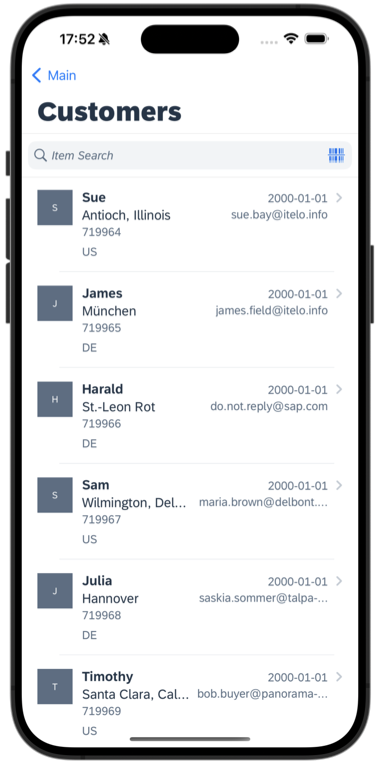 17:52
Main
Customers
Item Search
S
Sue
2000-01-01
Antioch, Illinois
sue.bay@itelo.info
719964
US
J
James
2000-01-01
München
james.field@itelo.info
719965
DE
H
Harald
2000-01-01
St.-Leon Rot
do.not.reply@sap.com
719966
DE
S
Sam
2000-01-01
Wilmington, Del...
maria.brown@delbont....
719967
US
J
Julia
2000-01-01
Hannover
saskia.sommer@talpa-...
719968
DE
T
Timothy
2000-01-01
Santa Clara, Cal...
bob.buyer@panorama-...
719969
US